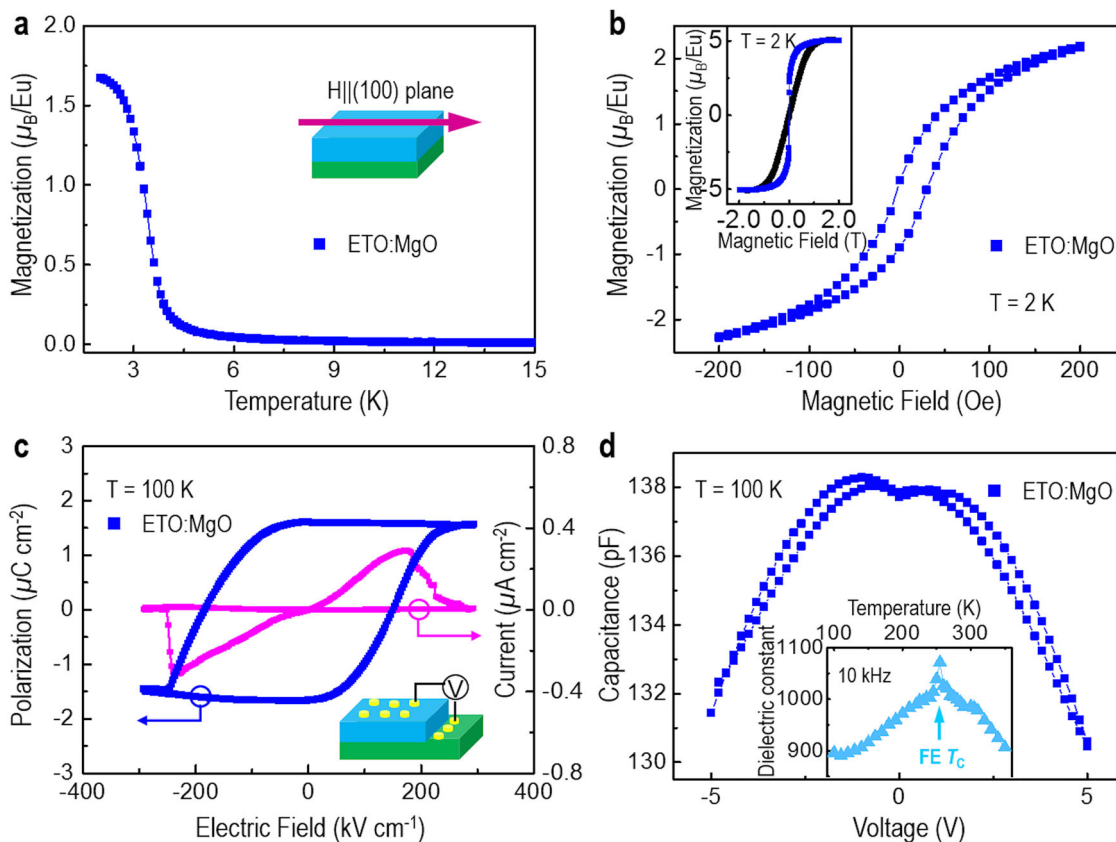 a
Magnetization (μB/Eu)
2.0
1.5
1.0
0.5
0.0
H||(100) plane
ETO:MgO
3 6 9 12 15
Temperature (K)
b
Magnetization (μB/Eu)
2
1
0
-1
-2
T = 2 K
Magnetization (μB/Eu)
5
0
-5
-2.0 0.0 2.0
Magnetic Field (T)
ETO:MgO
T = 2 K
-200 -100 0 100 200
Magnetic Field (Oe)
c
Polarization (μC cm-2)
3
2
1
0
-1
-2
-3
T = 100 K
ETO:MgO
V
0.8
0.4
0.0
-0.4
-0.8
Current (μA cm-2)
-400 -200 0 200 400
Electric Field (kV cm-1)
d
Capacitance (pF)
138
136
134
132
130
T = 100 K
ETO:MgO
Temperature (K)
100 200 300
Dielectric constant
1100
1000
900
10 kHz
FE TC
-5 0 5
Voltage (V)